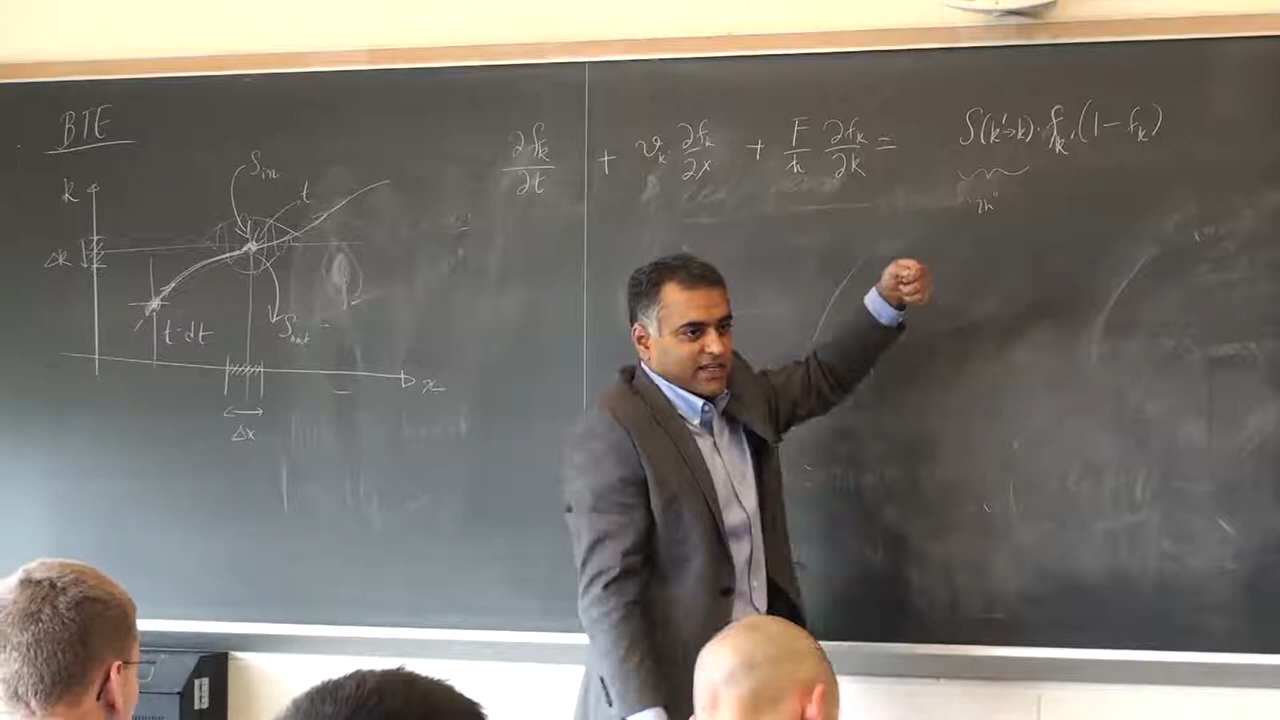 BTE
∂f_k/∂t + v_k · ∂f_k/∂x + F/ħ ∂f_k/∂k = S(k'→k) · f_k' (1 − f_k)
S_in
t
k
Δk
t-dt
S_out
x
Δx